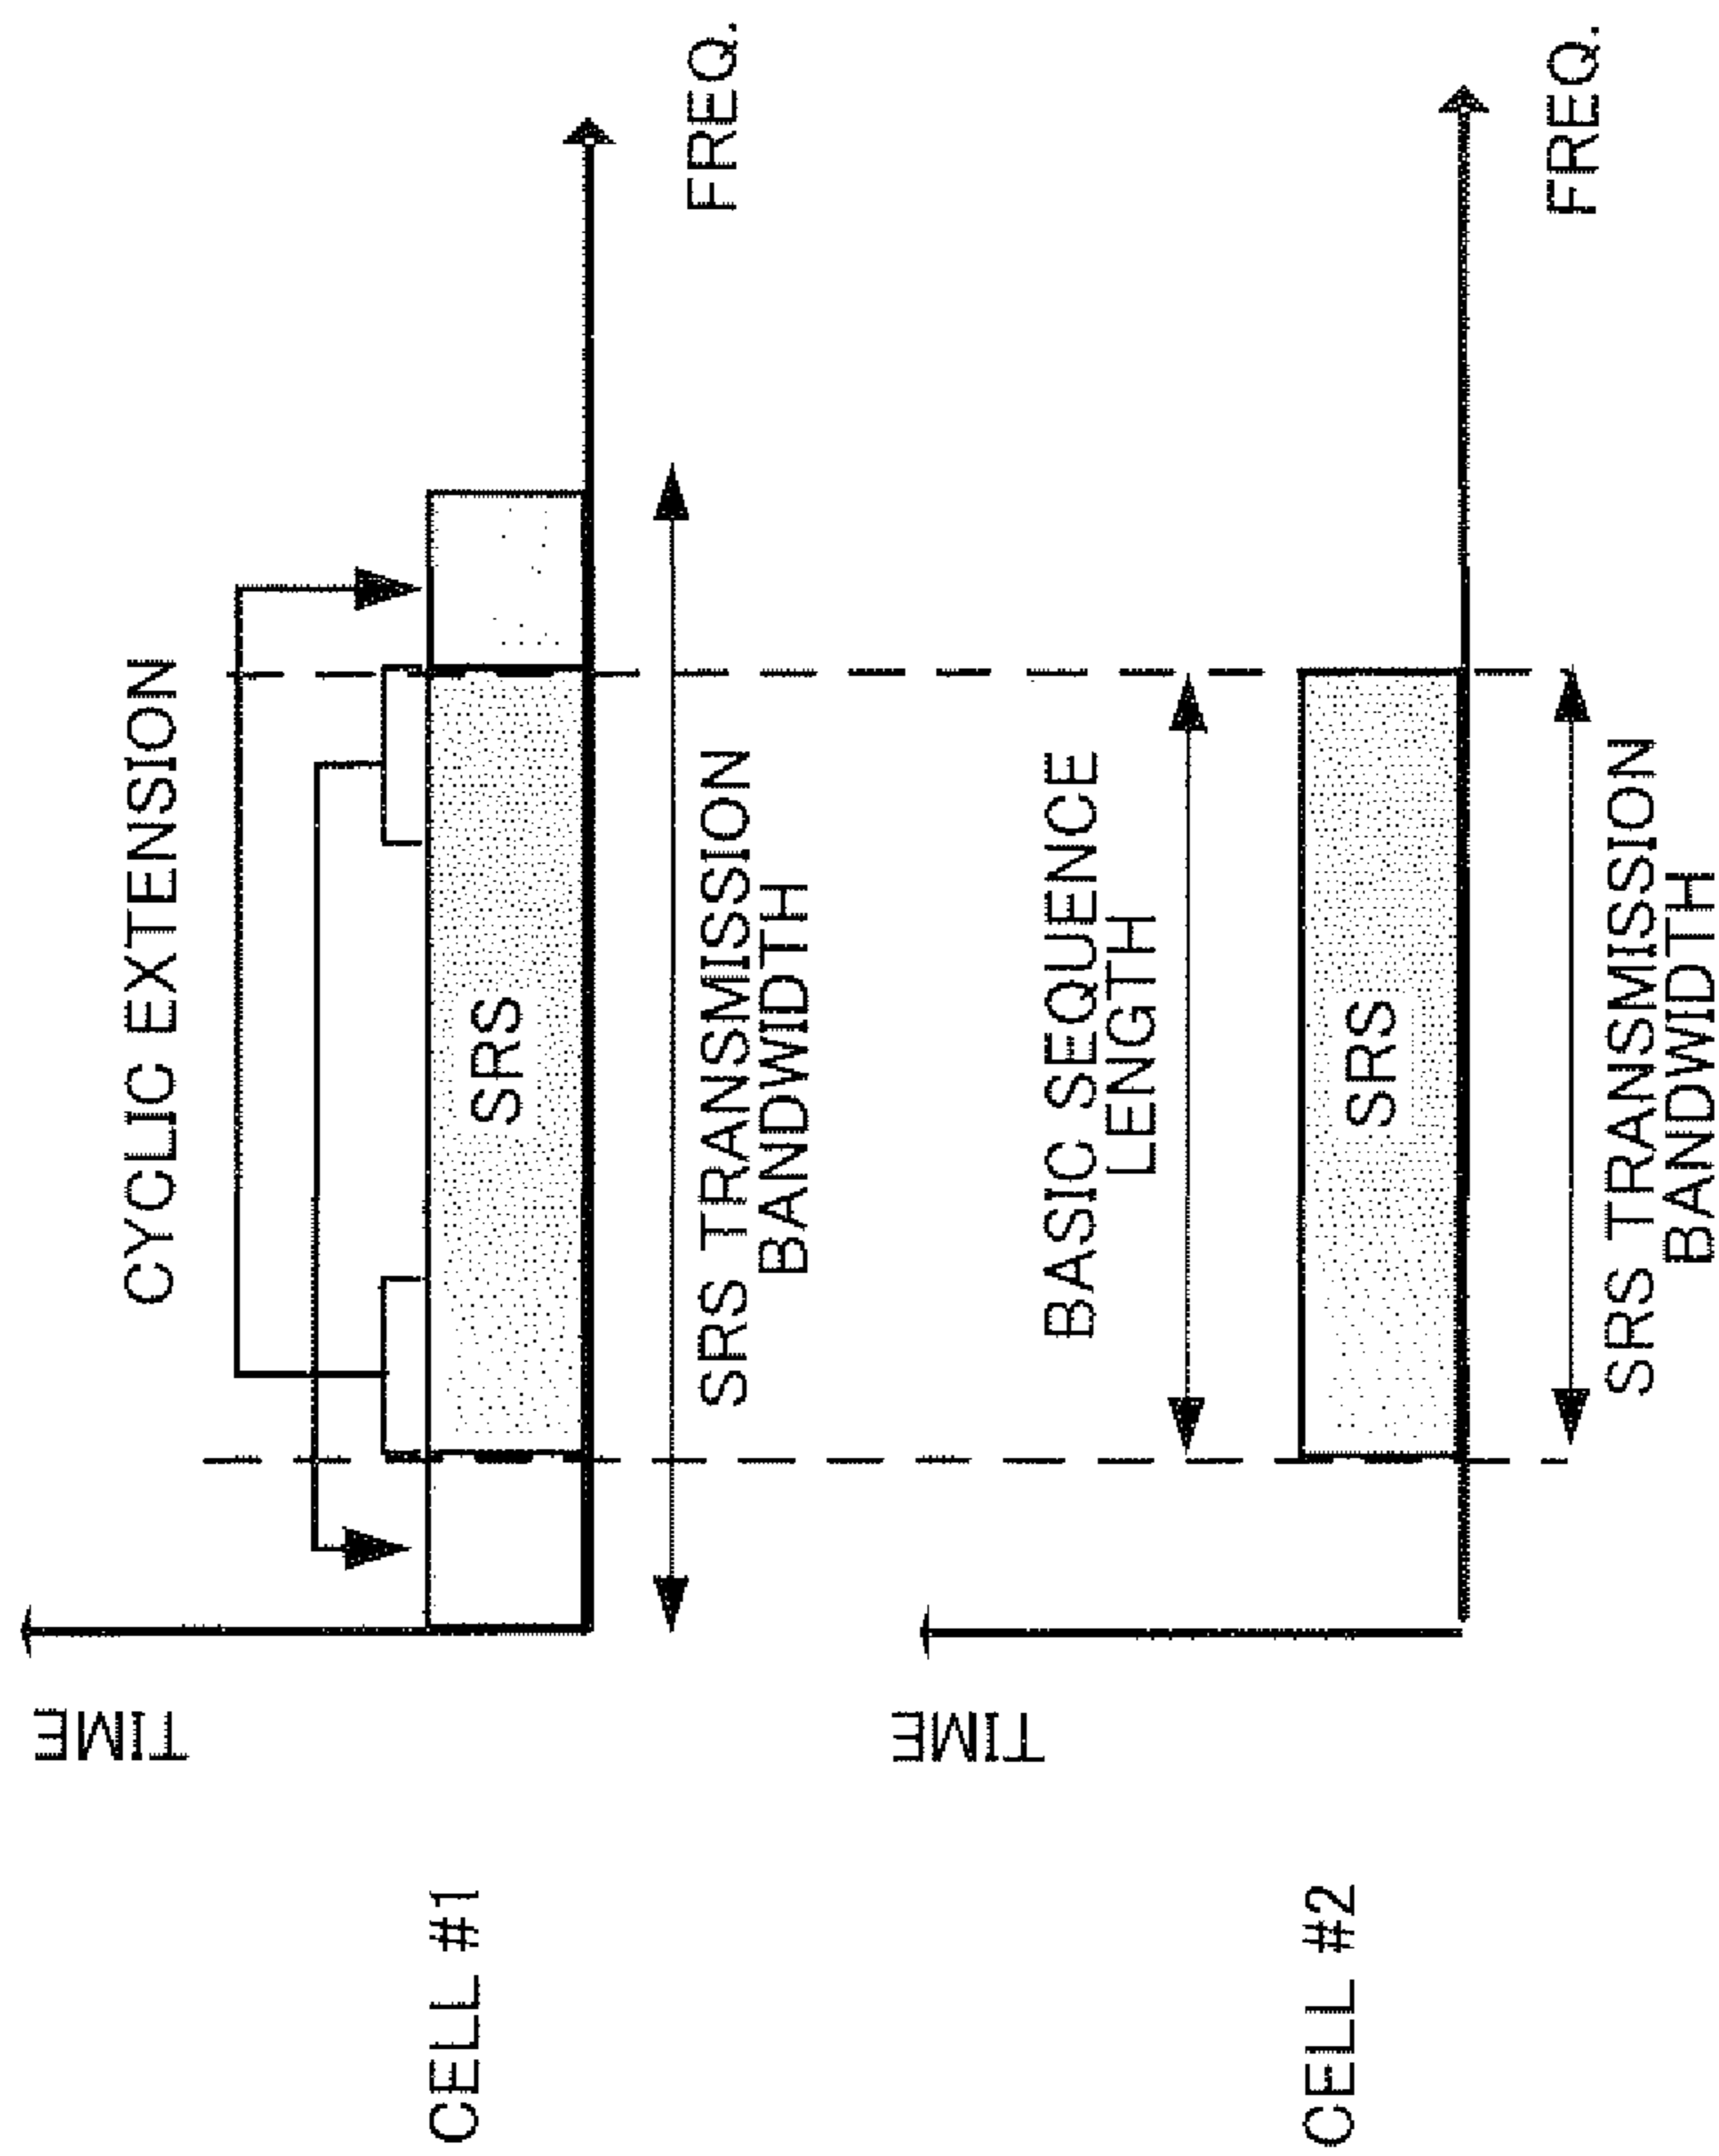 CYCLIC EXTENSION
TIME
CELL #1
SRS
FREQ.
SRS TRANSMISSION
BANDWIDTH
TIME
BASIC SEQUENCE
LENGTH
CELL #2
SRS
FREQ.
SRS TRANSMISSION
BANDWIDTH